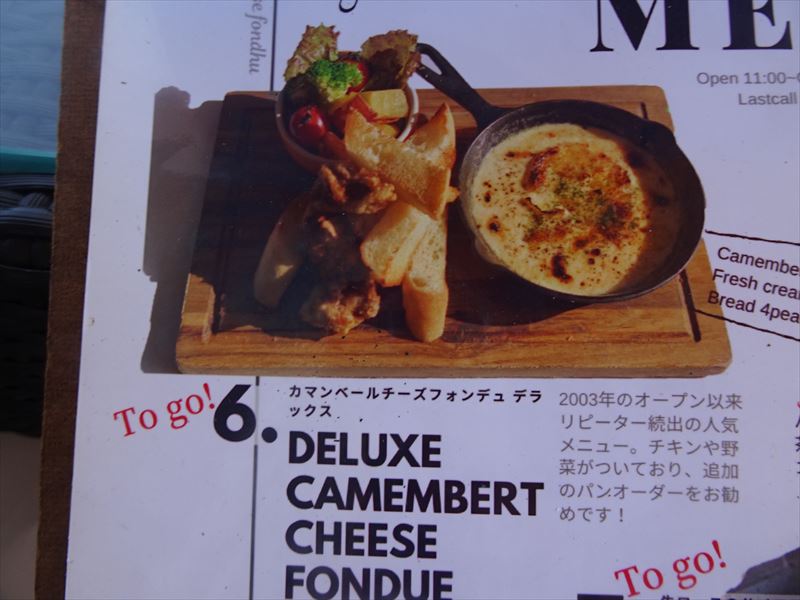 ee fondhu
ME
Open 11:00~
Lastcall
Camembe
Fresh crea
Bread 4pea
To go!
6.
カマンベールチーズフォンデュ デラ
ックス
DELUXE
CAMEMBERT
CHEESE
FONDUE
2003年のオープン以来
リピーター続出の人気
メニュー。チキンや野
菜がついており、追加
のパンオーダーをお勧
めです！
To go!